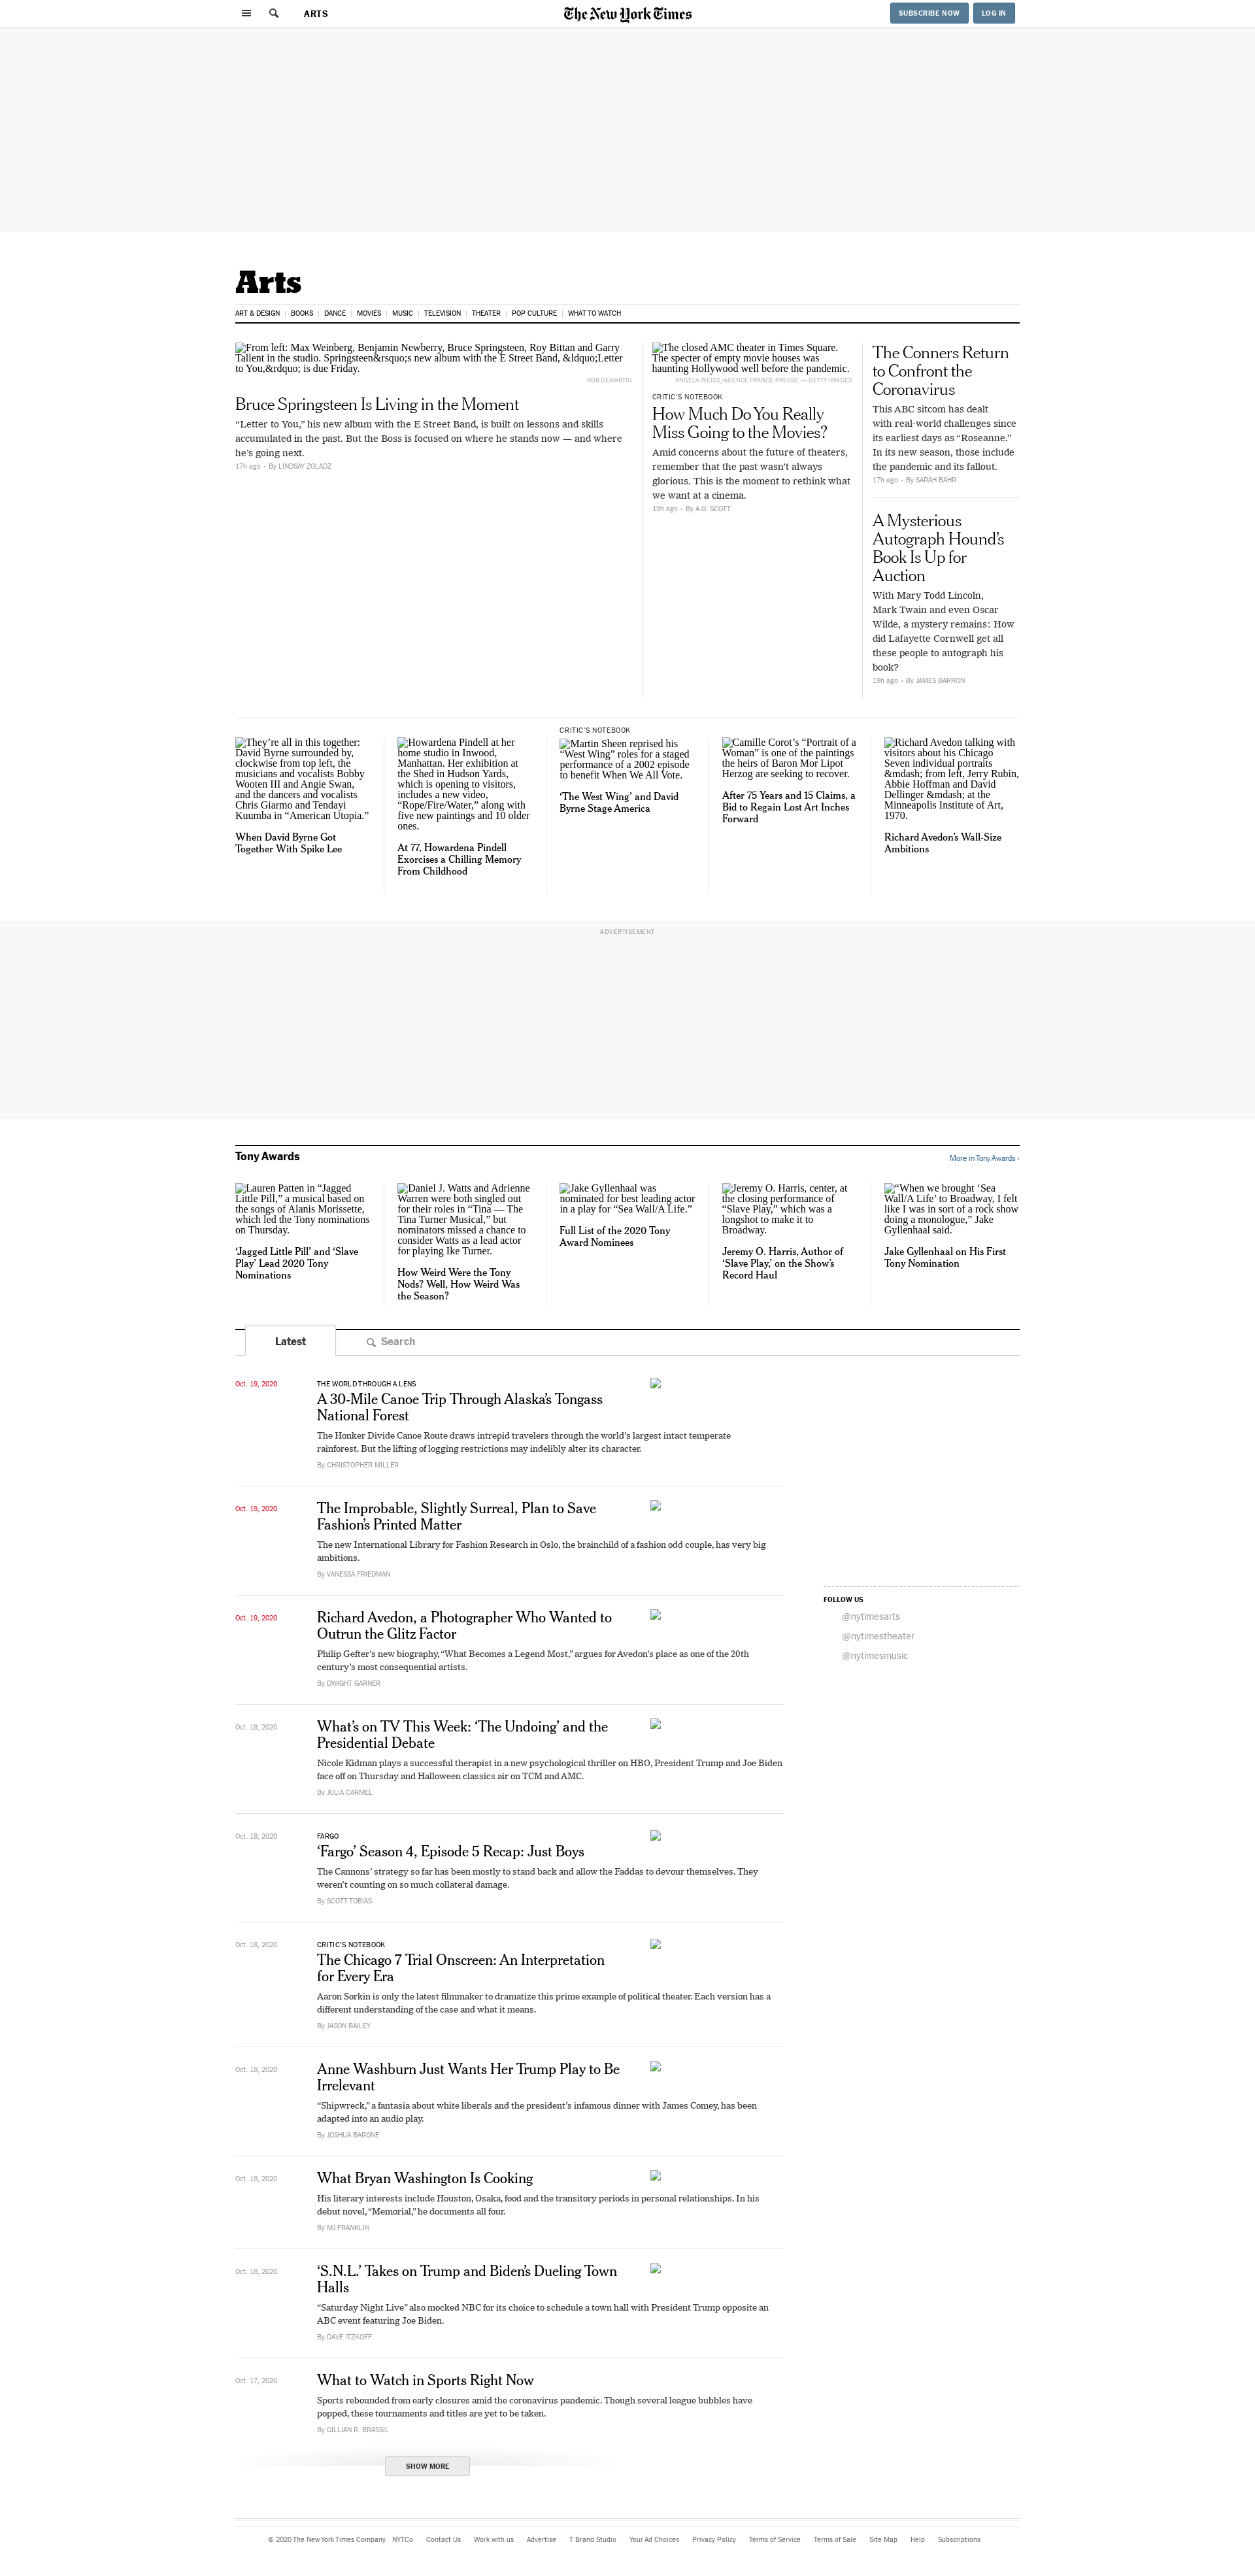 ARTS
The New York Times
SUBSCRIBE NOW
LOG IN
Arts
ART & DESIGN
BOOKS
DANCE
MOVIES
MUSIC
TELEVISION
THEATER
POP CULTURE
WHAT TO WATCH
From left: Max Weinberg, Benjamin Newberry, Bruce Springsteen, Roy Bittan and Garry
Tallent in the studio. Springsteen&rsquo;s new album with the E Street Band, &ldquo;Letter
to You,&rdquo; is due Friday.
ROB DEMARTIN
Bruce Springsteen Is Living in the Moment
“Letter to You,” his new album with the E Street Band, is built on lessons and skills
accumulated in the past. But the Boss is focused on where he stands now — and where
he’s going next.
17h ago - By LINDSAY ZOLADZ
The closed AMC theater in Times Square.
The specter of empty movie houses was
haunting Hollywood well before the pandemic.
ANGELA WEISS/AGENCE FRANCE-PRESSE — GETTY IMAGES
CRITIC’S NOTEBOOK
How Much Do You Really
Miss Going to the Movies?
Amid concerns about the future of theaters,
remember that the past wasn’t always
glorious. This is the moment to rethink what
we want at a cinema.
19h ago - By A.O. SCOTT
The Conners Return
to Confront the
Coronavirus
This ABC sitcom has dealt
with real-world challenges since
its earliest days as “Roseanne.”
In its new season, those include
the pandemic and its fallout.
17h ago - By SARAH BAHR
A Mysterious
Autograph Hound’s
Book Is Up for
Auction
With Mary Todd Lincoln,
Mark Twain and even Oscar
Wilde, a mystery remains: How
did Lafayette Cornwell get all
these people to autograph his
book?
19h ago - By JAMES BARRON
They’re all in this together:
David Byrne surrounded by,
clockwise from top left, the
musicians and vocalists Bobby
Wooten III and Angie Swan,
and the dancers and vocalists
Chris Giarmo and Tendayi
Kuumba in “American Utopia.”
When David Byrne Got
Together With Spike Lee
Howardena Pindell at her
home studio in Inwood,
Manhattan. Her exhibition at
the Shed in Hudson Yards,
which is opening to visitors,
includes a new video,
“Rope/Fire/Water,” along with
five new paintings and 10 older
ones.
At 77, Howardena Pindell
Exorcises a Chilling Memory
From Childhood
CRITIC’S NOTEBOOK
Martin Sheen reprised his
“West Wing” roles for a staged
performance of a 2002 episode
to benefit When We All Vote.
‘The West Wing’ and David
Byrne Stage America
Camille Corot’s “Portrait of a
Woman” is one of the paintings
the heirs of Baron Mor Lipot
Herzog are seeking to recover.
After 75 Years and 15 Claims, a
Bid to Regain Lost Art Inches
Forward
Richard Avedon talking with
visitors about his Chicago
Seven individual portraits
&mdash; from left, Jerry Rubin,
Abbie Hoffman and David
Dellinger &mdash; at the
Minneapolis Institute of Art,
1970.
Richard Avedon’s Wall-Size
Ambitions
ADVERTISEMENT
Tony Awards
More in Tony Awards ›
Lauren Patten in “Jagged
Little Pill,” a musical based on
the songs of Alanis Morissette,
which led the Tony nominations
on Thursday.
‘Jagged Little Pill’ and ‘Slave
Play’ Lead 2020 Tony
Nominations
Daniel J. Watts and Adrienne
Warren were both singled out
for their roles in “Tina — The
Tina Turner Musical,” but
nominators missed a chance to
consider Watts as a lead actor
for playing Ike Turner.
How Weird Were the Tony
Nods? Well, How Weird Was
the Season?
Jake Gyllenhaal was
nominated for best leading actor
in a play for “Sea Wall/A Life.”
Full List of the 2020 Tony
Award Nominees
Jeremy O. Harris, center, at
the closing performance of
“Slave Play,” which was a
longshot to make it to
Broadway.
Jeremy O. Harris, Author of
‘Slave Play,’ on the Show’s
Record Haul
“When we brought ‘Sea
Wall/A Life’ to Broadway, I felt
like I was in sort of a rock show
doing a monologue,” Jake
Gyllenhaal said.
Jake Gyllenhaal on His First
Tony Nomination
Latest
Search
Oct. 19, 2020
THE WORLD THROUGH A LENS
A 30-Mile Canoe Trip Through Alaska’s Tongass
National Forest
The Honker Divide Canoe Route draws intrepid travelers through the world’s largest intact temperate
rainforest. But the lifting of logging restrictions may indelibly alter its character.
By CHRISTOPHER MILLER
Oct. 19, 2020
The Improbable, Slightly Surreal, Plan to Save
Fashion’s Printed Matter
The new International Library for Fashion Research in Oslo, the brainchild of a fashion odd couple, has very big
ambitions.
By VANESSA FRIEDMAN
FOLLOW US
@nytimesarts
@nytimestheater
@nytimesmusic
Oct. 19, 2020
Richard Avedon, a Photographer Who Wanted to
Outrun the Glitz Factor
Philip Gefter’s new biography, “What Becomes a Legend Most,” argues for Avedon’s place as one of the 20th
century’s most consequential artists.
By DWIGHT GARNER
Oct. 19, 2020
What’s on TV This Week: ‘The Undoing’ and the
Presidential Debate
Nicole Kidman plays a successful therapist in a new psychological thriller on HBO, President Trump and Joe Biden
face off on Thursday and Halloween classics air on TCM and AMC.
By JULIA CARMEL
Oct. 18, 2020
FARGO
‘Fargo’ Season 4, Episode 5 Recap: Just Boys
The Cannons’ strategy so far has been mostly to stand back and allow the Faddas to devour themselves. They
weren’t counting on so much collateral damage.
By SCOTT TOBIAS
Oct. 18, 2020
CRITIC’S NOTEBOOK
The Chicago 7 Trial Onscreen: An Interpretation
for Every Era
Aaron Sorkin is only the latest filmmaker to dramatize this prime example of political theater. Each version has a
different understanding of the case and what it means.
By JASON BAILEY
Oct. 18, 2020
Anne Washburn Just Wants Her Trump Play to Be
Irrelevant
“Shipwreck,” a fantasia about white liberals and the president’s infamous dinner with James Comey, has been
adapted into an audio play.
By JOSHUA BARONE
Oct. 18, 2020
What Bryan Washington Is Cooking
His literary interests include Houston, Osaka, food and the transitory periods in personal relationships. In his
debut novel, “Memorial,” he documents all four.
By MJ FRANKLIN
Oct. 18, 2020
‘S.N.L.’ Takes on Trump and Biden’s Dueling Town
Halls
“Saturday Night Live” also mocked NBC for its choice to schedule a town hall with President Trump opposite an
ABC event featuring Joe Biden.
By DAVE ITZKOFF
Oct. 17, 2020
What to Watch in Sports Right Now
Sports rebounded from early closures amid the coronavirus pandemic. Though several league bubbles have
popped, these tournaments and titles are yet to be taken.
By GILLIAN R. BRASSIL
SHOW MORE
© 2020 The New York Times Company
NYTCo
Contact Us
Work with us
Advertise
T Brand Studio
Your Ad Choices
Privacy Policy
Terms of Service
Terms of Sale
Site Map
Help
Subscriptions